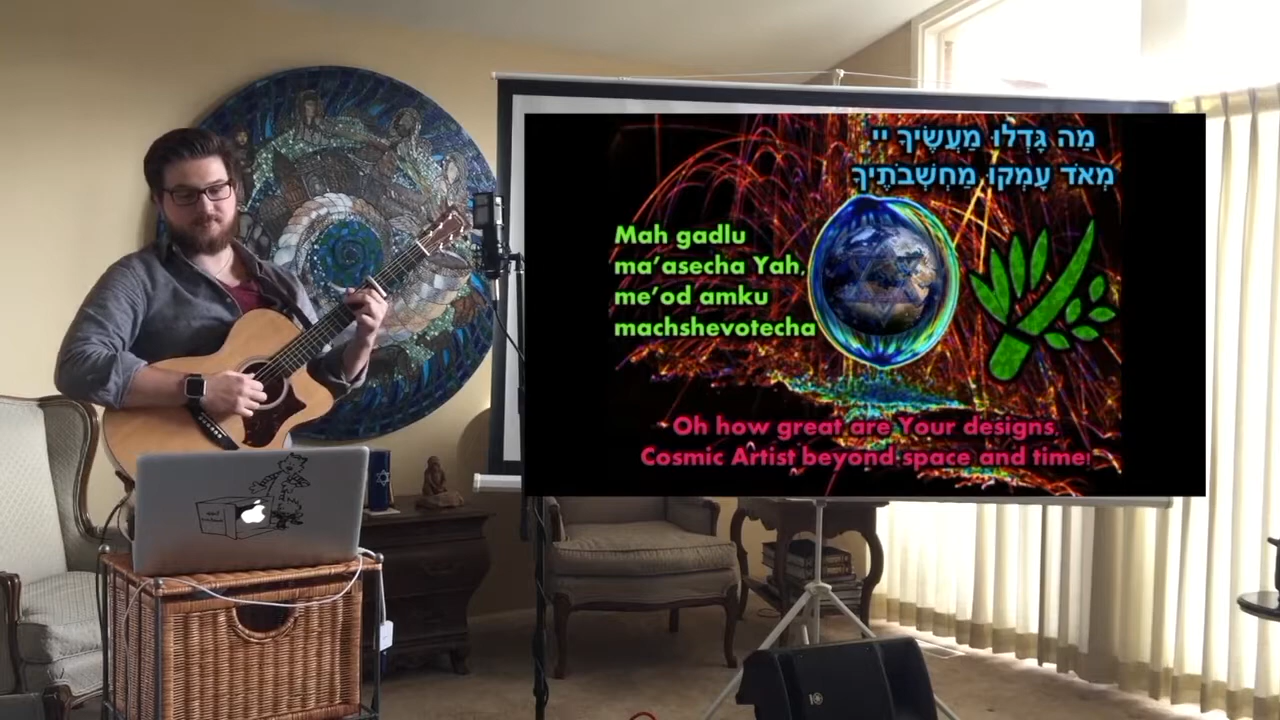 מַה גָּדְלוּ מַעֲשֶׂיךָ יי
מְאֹד עָמְקוּ מַחְשְׁבֹתֶיךָ
Mah gadlu
ma’asecha Yah,
me’od amku
machshevotecha
Oh how great are Your designs,
Cosmic Artist beyond space and time!